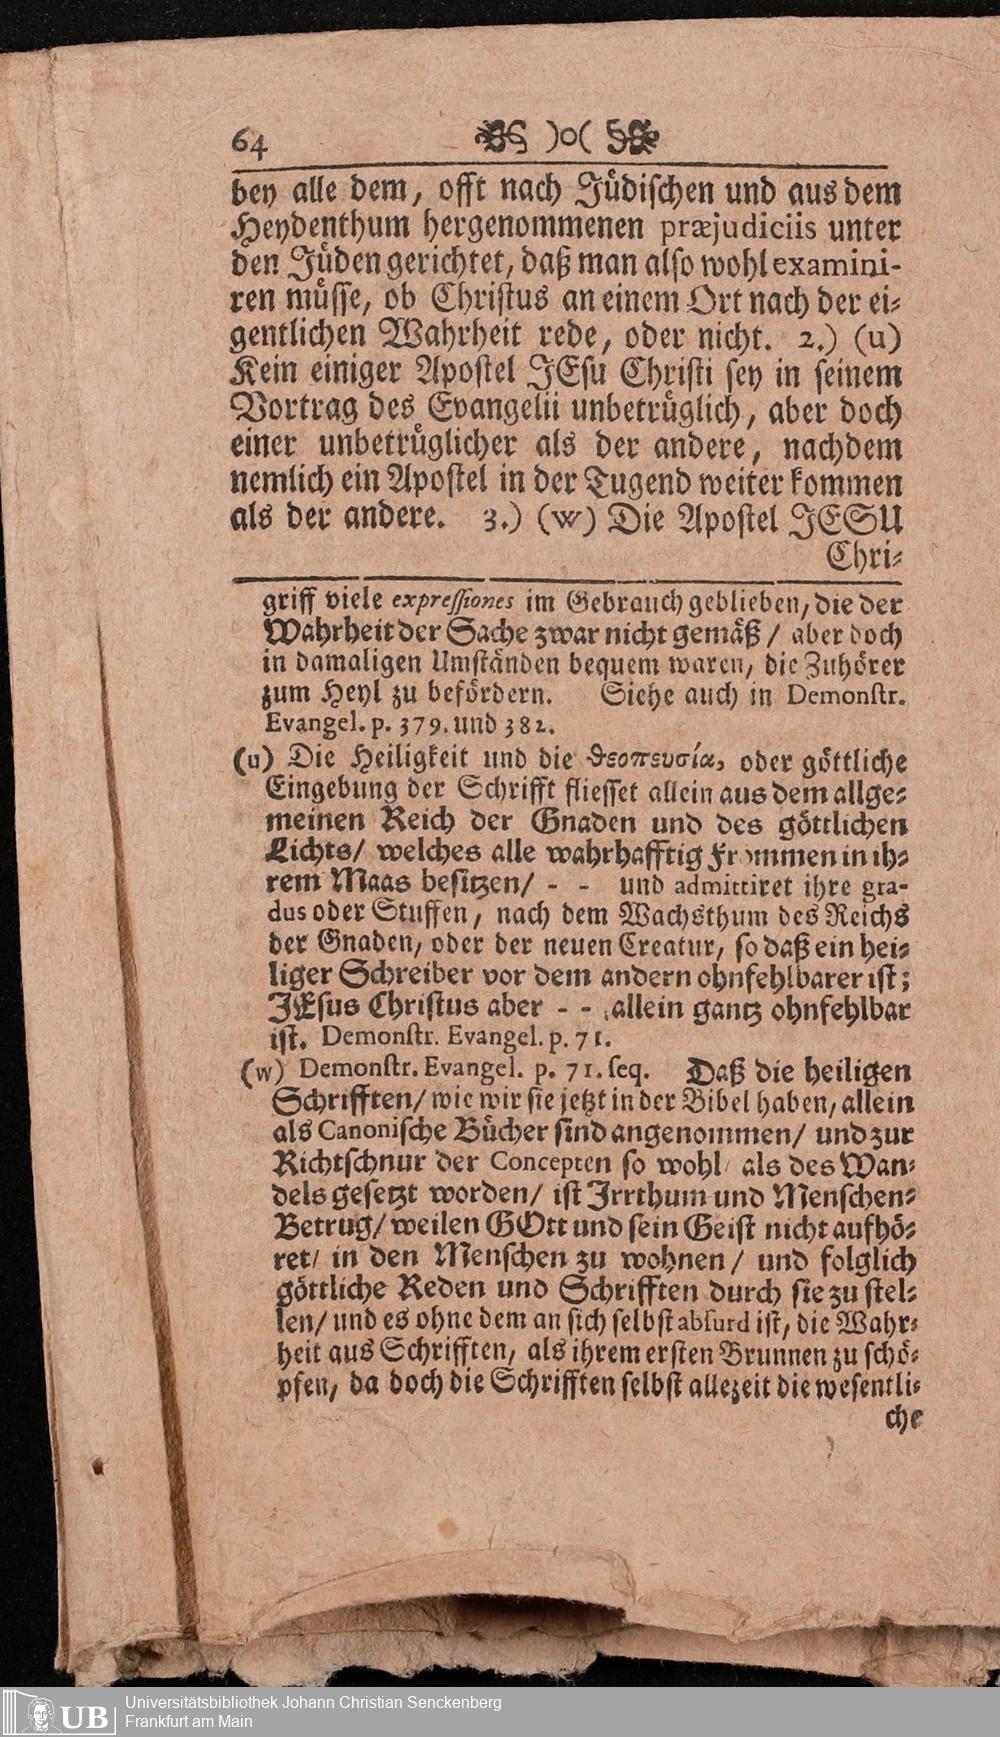 64 )o(
bey alle dem, offt nach Jüdischen und aus dem
Heydenthum hergenommenen præjudiciis unter
den Jüden gerichtet, daß man also wohl examini-
ren müsse, ob Christus an einem Ort nach der ei-
gentlichen Wahrheit rede, oder nicht. 2.) (u)
Kein einiger Apostel JEsu Christi sey in seinem
Vortrag des Evangelii unbetrüglich, aber doch
einer unbetrüglicher als der andere, nachdem
nemlich ein Apostel in der Tugend weiter kommen
als der andere. 3.) (w) Die Apostel JESU
Chri-
griff viele expressiones im Gebrauch geblieben, die der
Wahrheit der Sache zwar nicht gemäß / aber doch
in damaligen Umständen bequem waren, die Zuhörer
zum Heyl zu befördern. Siehe auch in Demonstr.
Evangel. p. 379. und 382.
(u) Die Heiligkeit und die θεοπευσία, oder göttliche
Eingebung der Schrifft fliesset allein aus dem allge-
meinen Reich der Gnaden und des göttlichen
Lichts/ welches alle wahrhafftig Frommen in ih-
rem Maas besitzen/ - - und admittiret ihre gra-
dus oder Stuffen, nach dem Wachsthum des Reichs
der Gnaden, oder der neuen Creatur, so daß ein hei-
liger Schreiber vor dem andern ohnfehlbarer ist;
JEsus Christus aber - - allein gantz ohnfehlbar
ist. Demonstr. Evangel. p. 71.
(w) Demonstr. Evangel. p. 71. seq. Daß die heiligen
Schrifften/ wie wir sie jetzt in der Bibel haben, allein
als Canonische Bücher sind angenommen/ und zur
Richtschnur der Concepten so wohl/ als des Wan-
dels gesetzt worden/ ist Irrthum und Menschen-
Betrug/ weilen GOtt und sein Geist nicht aufhö-
ret/ in den Menschen zu wohnen/ und folglich
göttliche Reden und Schrifften durch sie zu stel-
len/ und es ohne dem an sich selbst absurd ist, die Wahr-
heit aus Schrifften, als ihrem ersten Brunnen zu schö-
pfen, da doch die Schrifften selbst allezeit die wesentli-
che
UB
Universitätsbibliothek Johann Christian Senckenberg
Frankfurt am Main